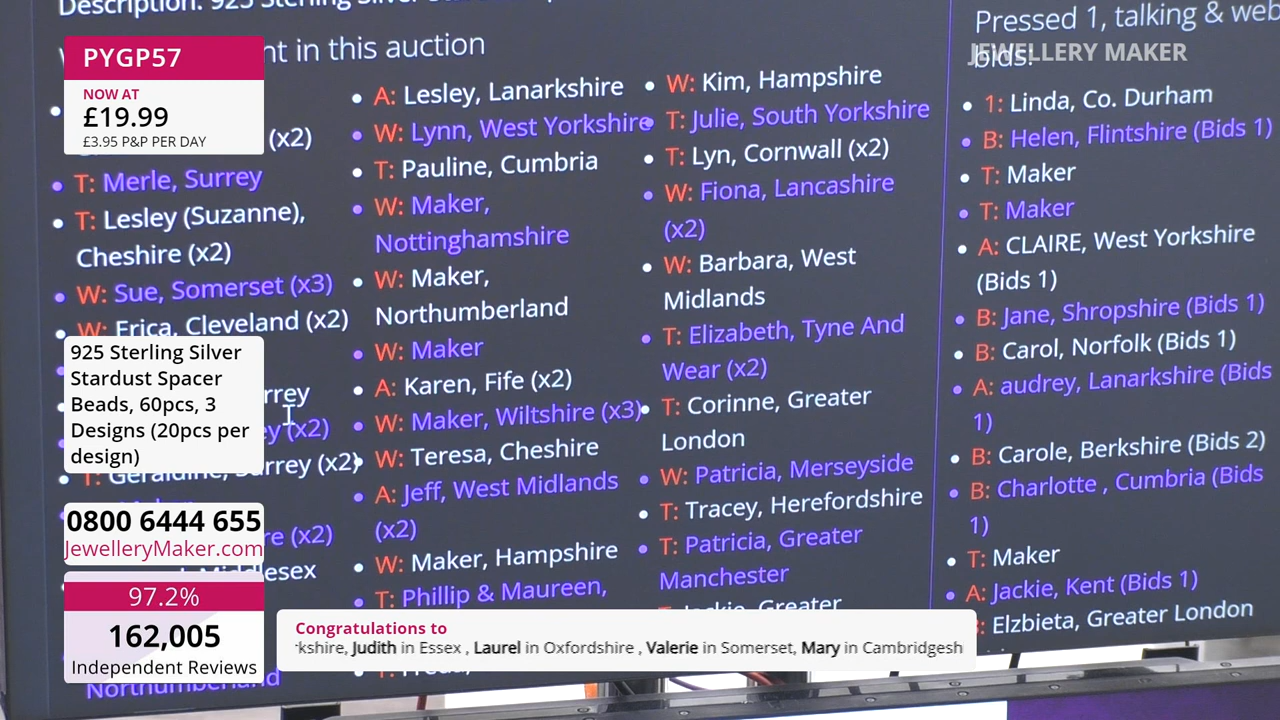 Description: 925 Sterling Silver
nt in this auction
Pressed 1, talking & web
bids:
JEWELLERY MAKER
PYGP57
NOW AT
£19.99
£3.95 P&P PER DAY
(x2)
T: Merle, Surrey
T: Lesley (Suzanne),
Cheshire (x2)
W: Sue, Somerset (x3)
W: Erica, Cleveland (x2)
rrey
ey (x2)
T: Geraldine, Surrey (x2)
re (x2)
Middlesex
Northumberland
A: Lesley, Lanarkshire
W: Lynn, West Yorkshire
T: Pauline, Cumbria
W: Maker,
Nottinghamshire
W: Maker,
Northumberland
W: Maker
A: Karen, Fife (x2)
W: Maker, Wiltshire (x3)
W: Teresa, Cheshire
A: Jeff, West Midlands
(x2)
W: Maker, Hampshire
T: Phillip & Maureen,
W: Kim, Hampshire
T: Julie, South Yorkshire
T: Lyn, Cornwall (x2)
W: Fiona, Lancashire
(x2)
W: Barbara, West
Midlands
T: Elizabeth, Tyne And
Wear (x2)
T: Corinne, Greater
London
W: Patricia, Merseyside
T: Tracey, Herefordshire
T: Patricia, Greater
Manchester
T: Jackie, Greater
1: Linda, Co. Durham
B: Helen, Flintshire (Bids 1)
T: Maker
T: Maker
A: CLAIRE, West Yorkshire
(Bids 1)
B: Jane, Shropshire (Bids 1)
B: Carol, Norfolk (Bids 1)
A: audrey, Lanarkshire (Bids
1)
B: Carole, Berkshire (Bids 2)
B: Charlotte , Cumbria (Bids
1)
T: Maker
A: Jackie, Kent (Bids 1)
Elzbieta, Greater London
925 Sterling Silver
Stardust Spacer
Beads, 60pcs, 3
Designs (20pcs per
design)
0800 6444 655
JewelleryMaker.com
97.2%
162,005
Independent Reviews
Congratulations to
kshire, Judith in Essex , Laurel in Oxfordshire , Valerie in Somerset, Mary in Cambridgesh